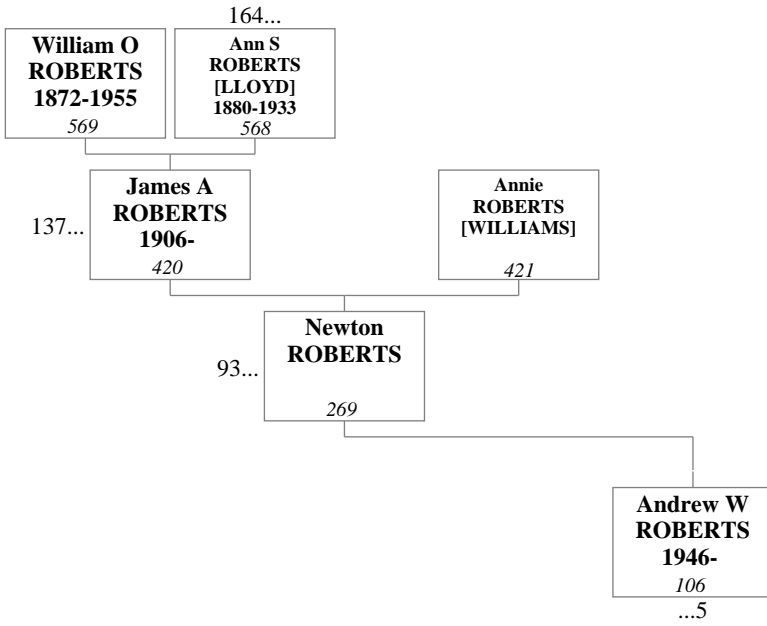 164...
William O
ROBERTS
1872-1955
569
Ann S
ROBERTS
[LLOYD]
1880-1933
568
137...
James A
ROBERTS
1906-
420
Annie
ROBERTS
[WILLIAMS]
421
93...
Newton
ROBERTS
269
Andrew W
ROBERTS
1946-
106
...5